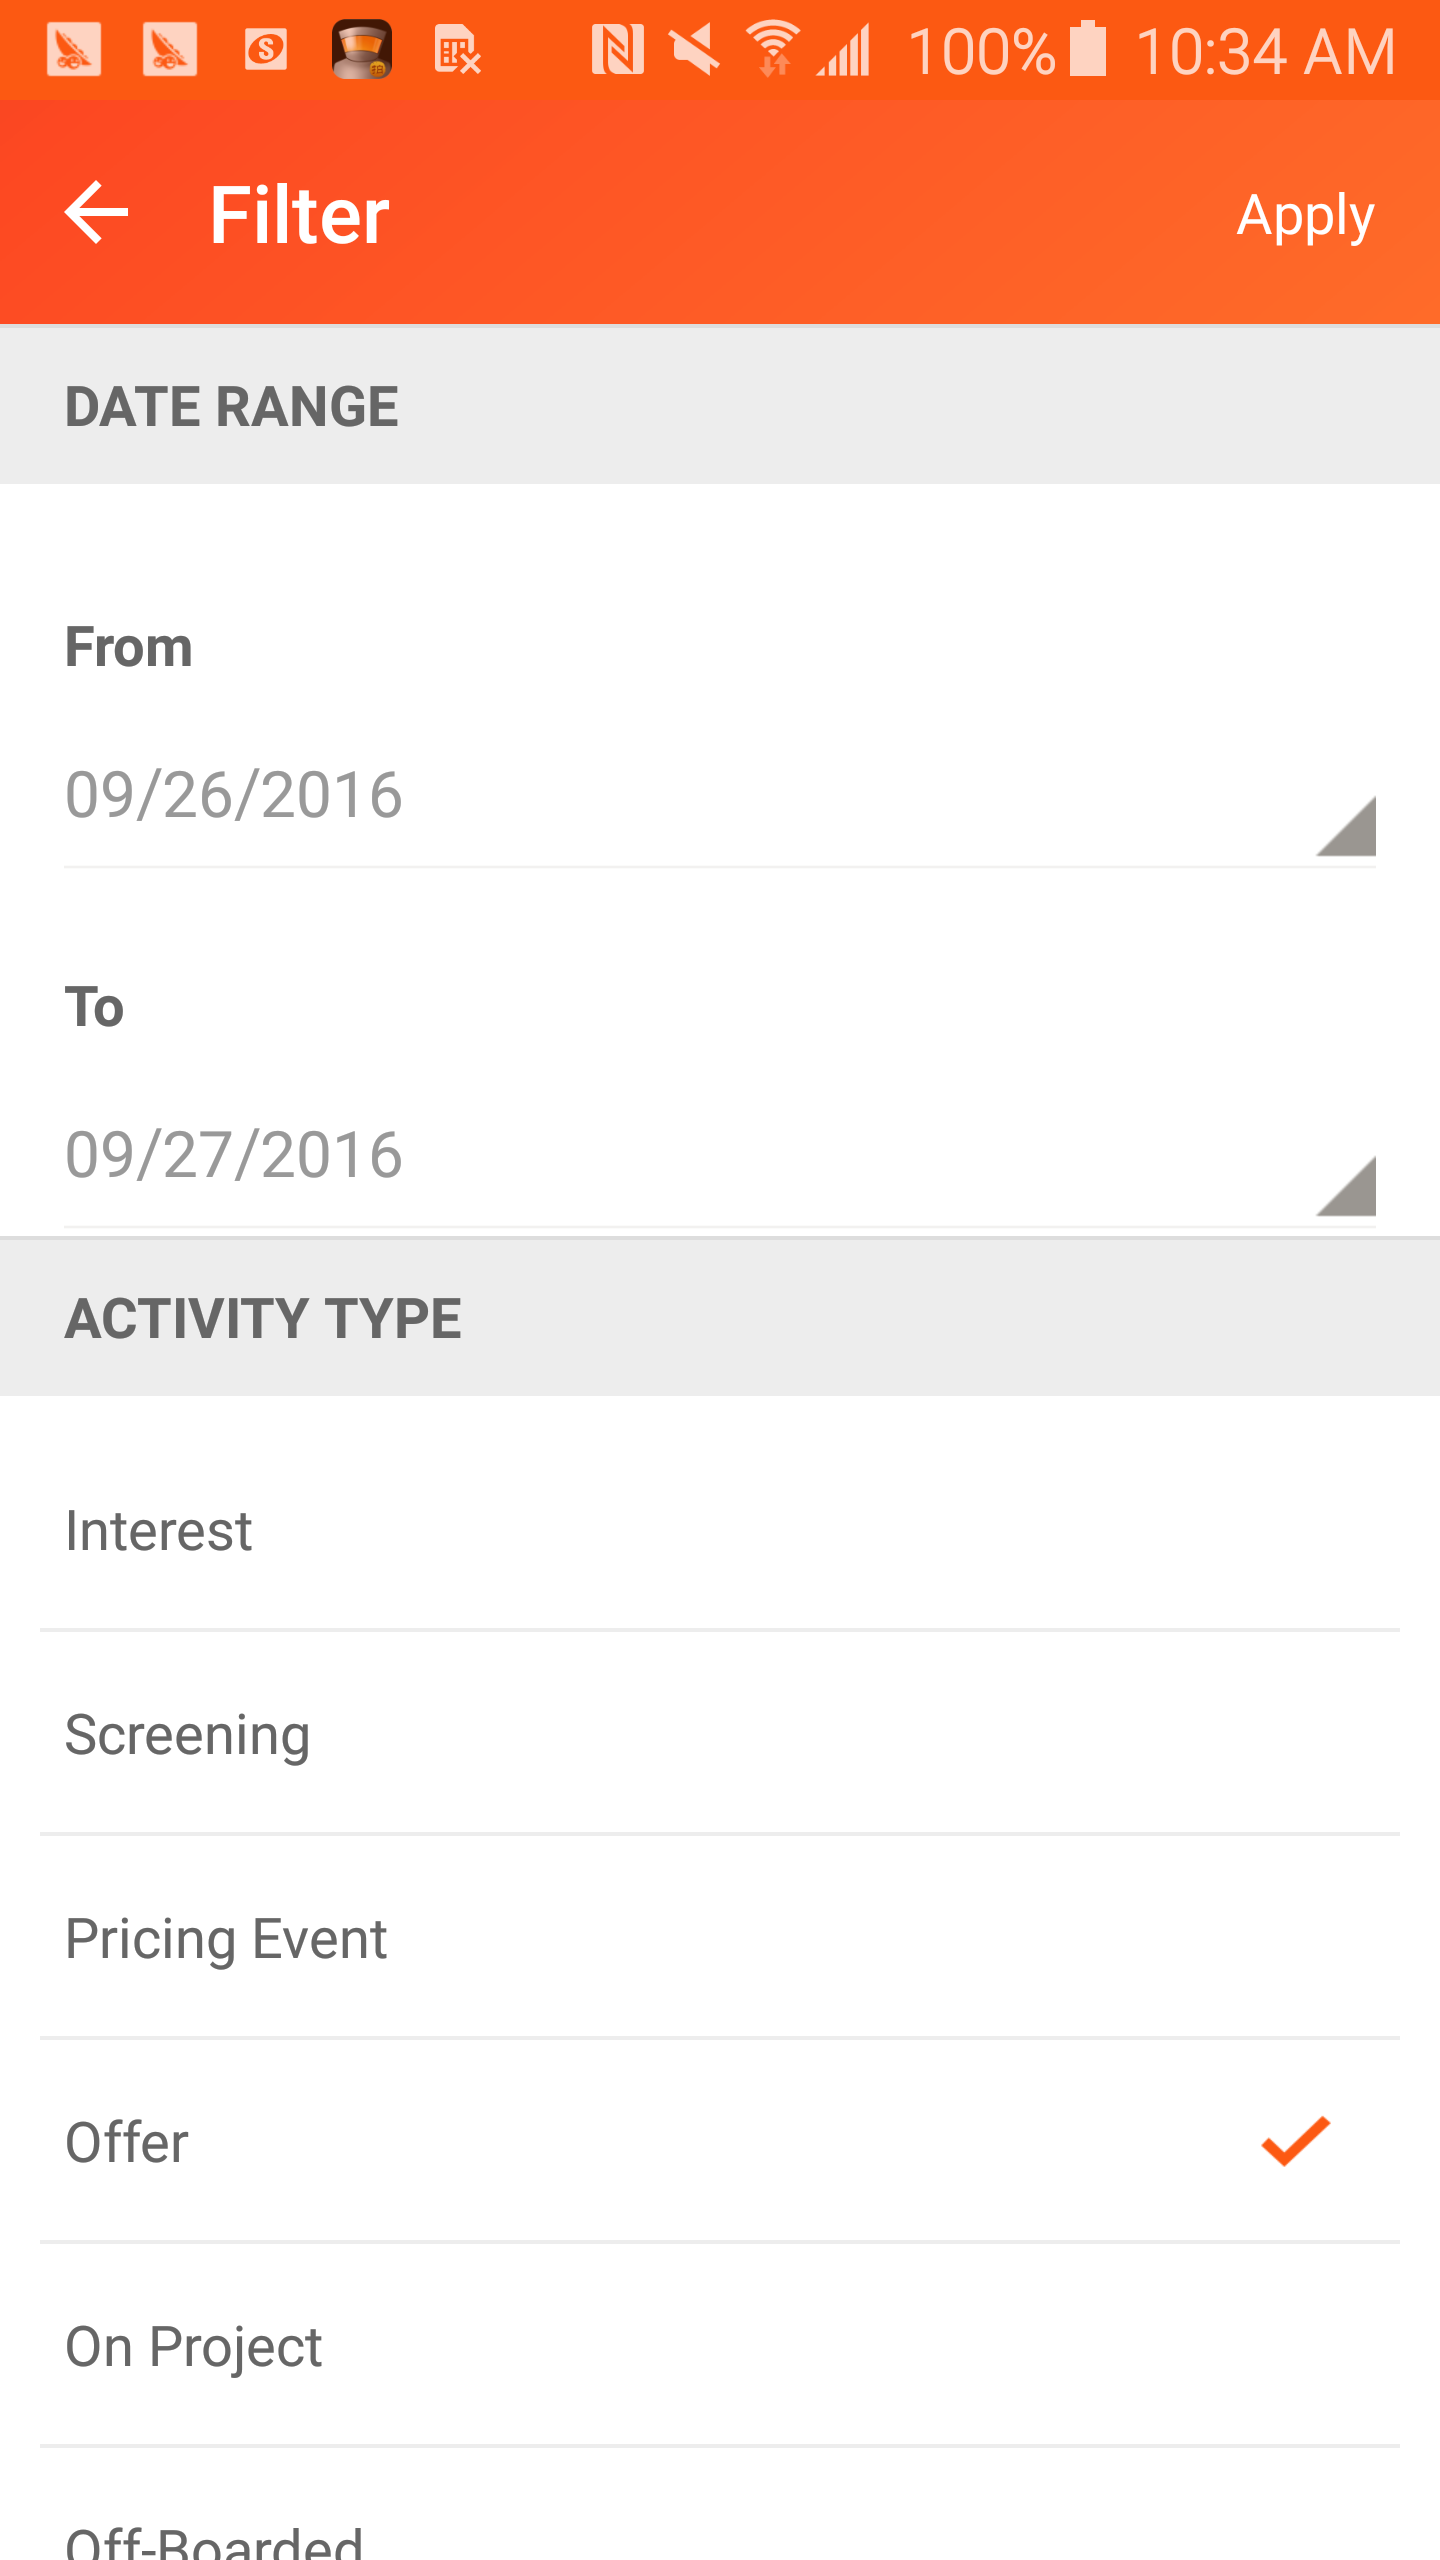 100% 10:34 AM
Filter
Apply
DATE RANGE
From
09/26/2016
To
09/27/2016
ACTIVITY TYPE
Interest
Screening
Pricing Event
Offer
On Project
Off-Boarded